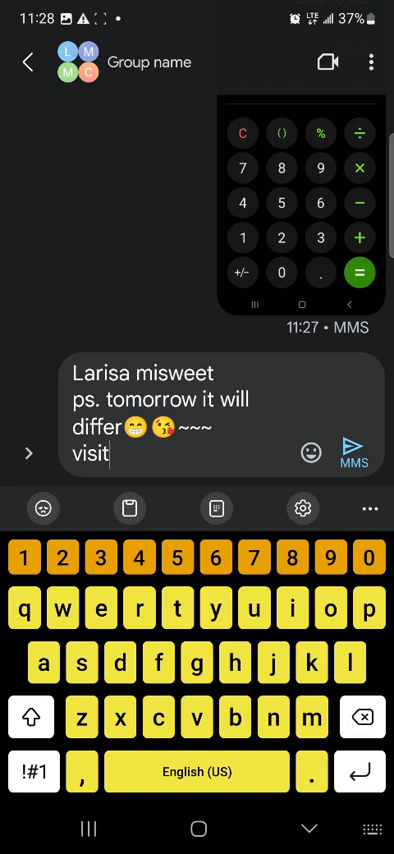 11:28 LTE 37%
L M
M C
Group name
C () % ÷
7 8 9 ×
4 5 6 −
1 2 3 +
+/- 0 . =
11:27 • MMS
Larisa misweet
ps. tomorrow it will
differ😁😘~~~
visit
MMS
1 2 3 4 5 6 7 8 9 0
q w e r t y u i o p
a s d f g h j k l
z x c v b n m
!#1 , English (US) .